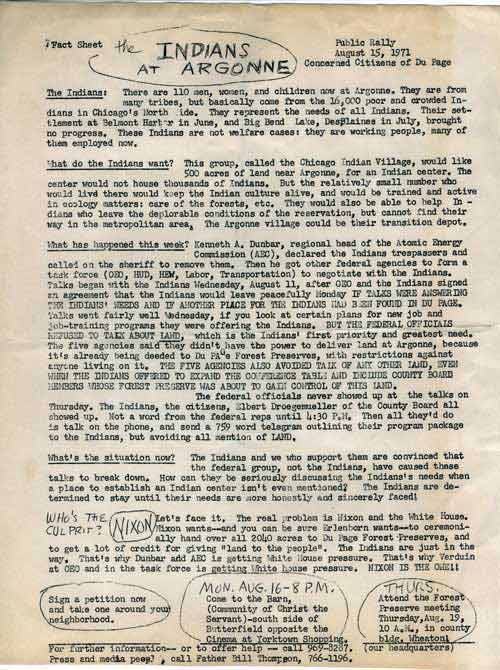 Fact Sheet
the INDIANS
AT ARGONNE
Public Rally
August 15, 1971
Concerned Citizens of Du Page
The Indians: There are 110 men, women, and children now at Argonne. They are from
many tribes, but basically come from the 16,000 poor and crowded In-
dians in Chicago's North ide. They represent the needs of all Indians. Their set-
tlement at Belmont Harbor in June, and Big Bend Lake, Desplaines in July, brought
no progress. These Indians are not welfare cases: they are working people, many of
them employed now.
What do the Indians want? This group, called the Chicago Indian Village, would like
500 acres of land near Argonne, for an Indian center. The
center would not house thousands of Indians. But the relatively small number who
would live there would keep the Indian culture alive, and would be trained and active
in ecology matters: care of the forests, etc. They would also be able to help In -
dians who leave the deplorable conditions of the reservation, but cannot find their
way in the metropolitan area. The Argonne village could be their transition depot.
What has happened this week? Kenneth A. Dunbar, regional head of the Atomic Energy
Commission (AEC), declared the Indians trespassers and
called on the sheriff to remove them. Then he got other federal agencies to form a
task force (OEO, HUD, HEW, Labor, Transportation) to negotiate with the Indians.
Talks began with the Indians Wednesday, August 11, after OEO and the Indians signed
an agreement that the Indians would leave peacefully Monday IF TALKS WERE ANSWERING
THE INDIANS' NEEDS AND IF ANOTHER PLACE FOR THE INDIANS HAD BEEN FOUND IN DU PAGE.
Talks went fairly well Wednesday, if you look at certain plans for new job and
job-training programs they were offering the Indians. BUT THE FEDERAL OFFICIALS
REFUSED TO TALK ABOUT LAND, which is the Indians' first priority and greatest need.
The five agencies said they didn't have the power to deliver land at Argonne, because
it's already being deeded to Du PAge Forest Preserves, with restrictions against
anyone living on it. THE FIVE AGENCIES ALSO AVOIDED TALK OF ANY OTHER LAND, EVEN
WHEN THE INDIANS OFFERED TO EXPAND THE CONFERENCE TABLE AND INCLUDE COUNTY BOARD
MEMBERS WHOSE FOREST PRESERVE WAS ABOUT TO GAIN CONTROL OF THIS LAND.
The federal officials never showed up at the talks on
Thursday. The Indians, the citizens, Elbert Droegemueller of the County Board all
showed up. Not a word from the federal reps until 4:30 P.M. Then all they'd do
is talk on the phone, and send a 759 word telegram outlining their program package
to the Indians, but avoiding all mention of LAND.
What's the situation now? The Indians and we who support them are convinced that
the federal group, not the Indians, have caused these
talks to break down. How can they be seriously discussing the Indians's needs when
a place to establish an Indian center isn't even mentioned? The Indians are de-
termined to stay until their needs are more honestly and sincerely faced!
WHO'S THE
CULPRIT?
NIXON
Let's face it. The real problem is Nixon and the White House.
Nixon wants--and you can be sure Erlenborn wants--to ceremoni-
ally hand over all 2040 acres to Du Page Forest Preserves, and
to get a lot of credit for giving "land to the people". The Indians are just in the
way. That's why Dunbar add AEC is getting White House pressure. That's why Verduin
at OEO and in the task force is getting White house pressure. NIXON IS THE ONE!!
Sign a petition now
and take one around your
neighborhood.
MON. AUG. 16-8 P.M.
Come to the Barn,
(Community of Christ the
Servant)-south side of
Butterfield opposite the
Cinema at Yorktown Shopping.
THURS.
Attend the Forest
Preserve meeting
Thursday, Aug. 19,
10 A.M., in county
bldg. Wheaton!
For further information-- or to offer help -- call 969-8287. (our headquarters)
Press and media , call Father Bill Thompson, 766-1196.